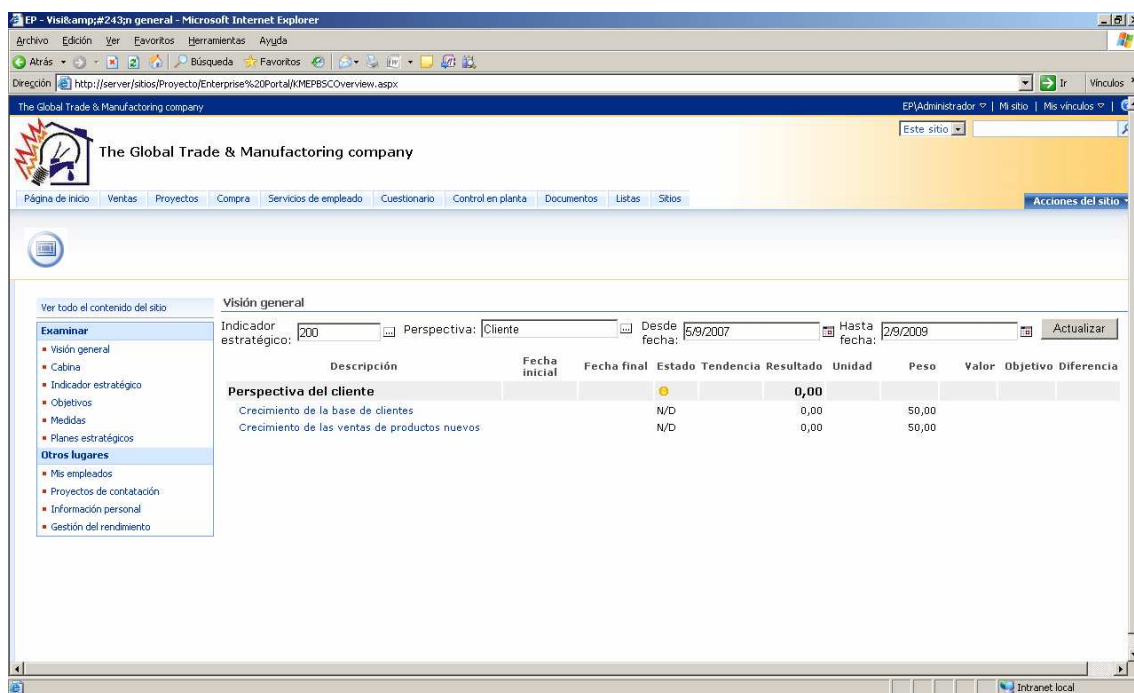 EP - Visi&amp;#243;n general - Microsoft Internet Explorer
Archivo Edición Ver Favoritos Herramientas Ayuda
Atrás Búsqueda Favoritos
Dirección http://server/sitios/Proyecto/Enterprise%20Portal/KMEPBSCOverview.aspx Ir Vínculos
The Global Trade & Manufactoring company EP\Administrador | Mi sitio | Mis vínculos |
Este sitio
The Global Trade & Manufactoring company
Página de inicio Ventas Proyectos Compra Servicios de empleado Cuestionario Control en planta Documentos Listas Sitios Acciones del sitio
Ver todo el contenido del sitio
Examinar
Visión general
Cabina
Indicador estratégico
Objetivos
Medidas
Planes estratégicos
Otros lugares
Mis empleados
Proyectos de contatación
Información personal
Gestión del rendimiento
Visión general
Indicador estratégico: 200 ... Perspectiva: Cliente ... Desde fecha: 5/9/2007 Hasta fecha: 2/9/2009 Actualizar
Descripción Fecha inicial Fecha final Estado Tendencia Resultado Unidad Peso Valor Objetivo Diferencia
Perspectiva del cliente 0,00
Crecimiento de la base de clientes N/D 0,00 50,00
Crecimiento de las ventas de productos nuevos N/D 0,00 50,00
Intranet local